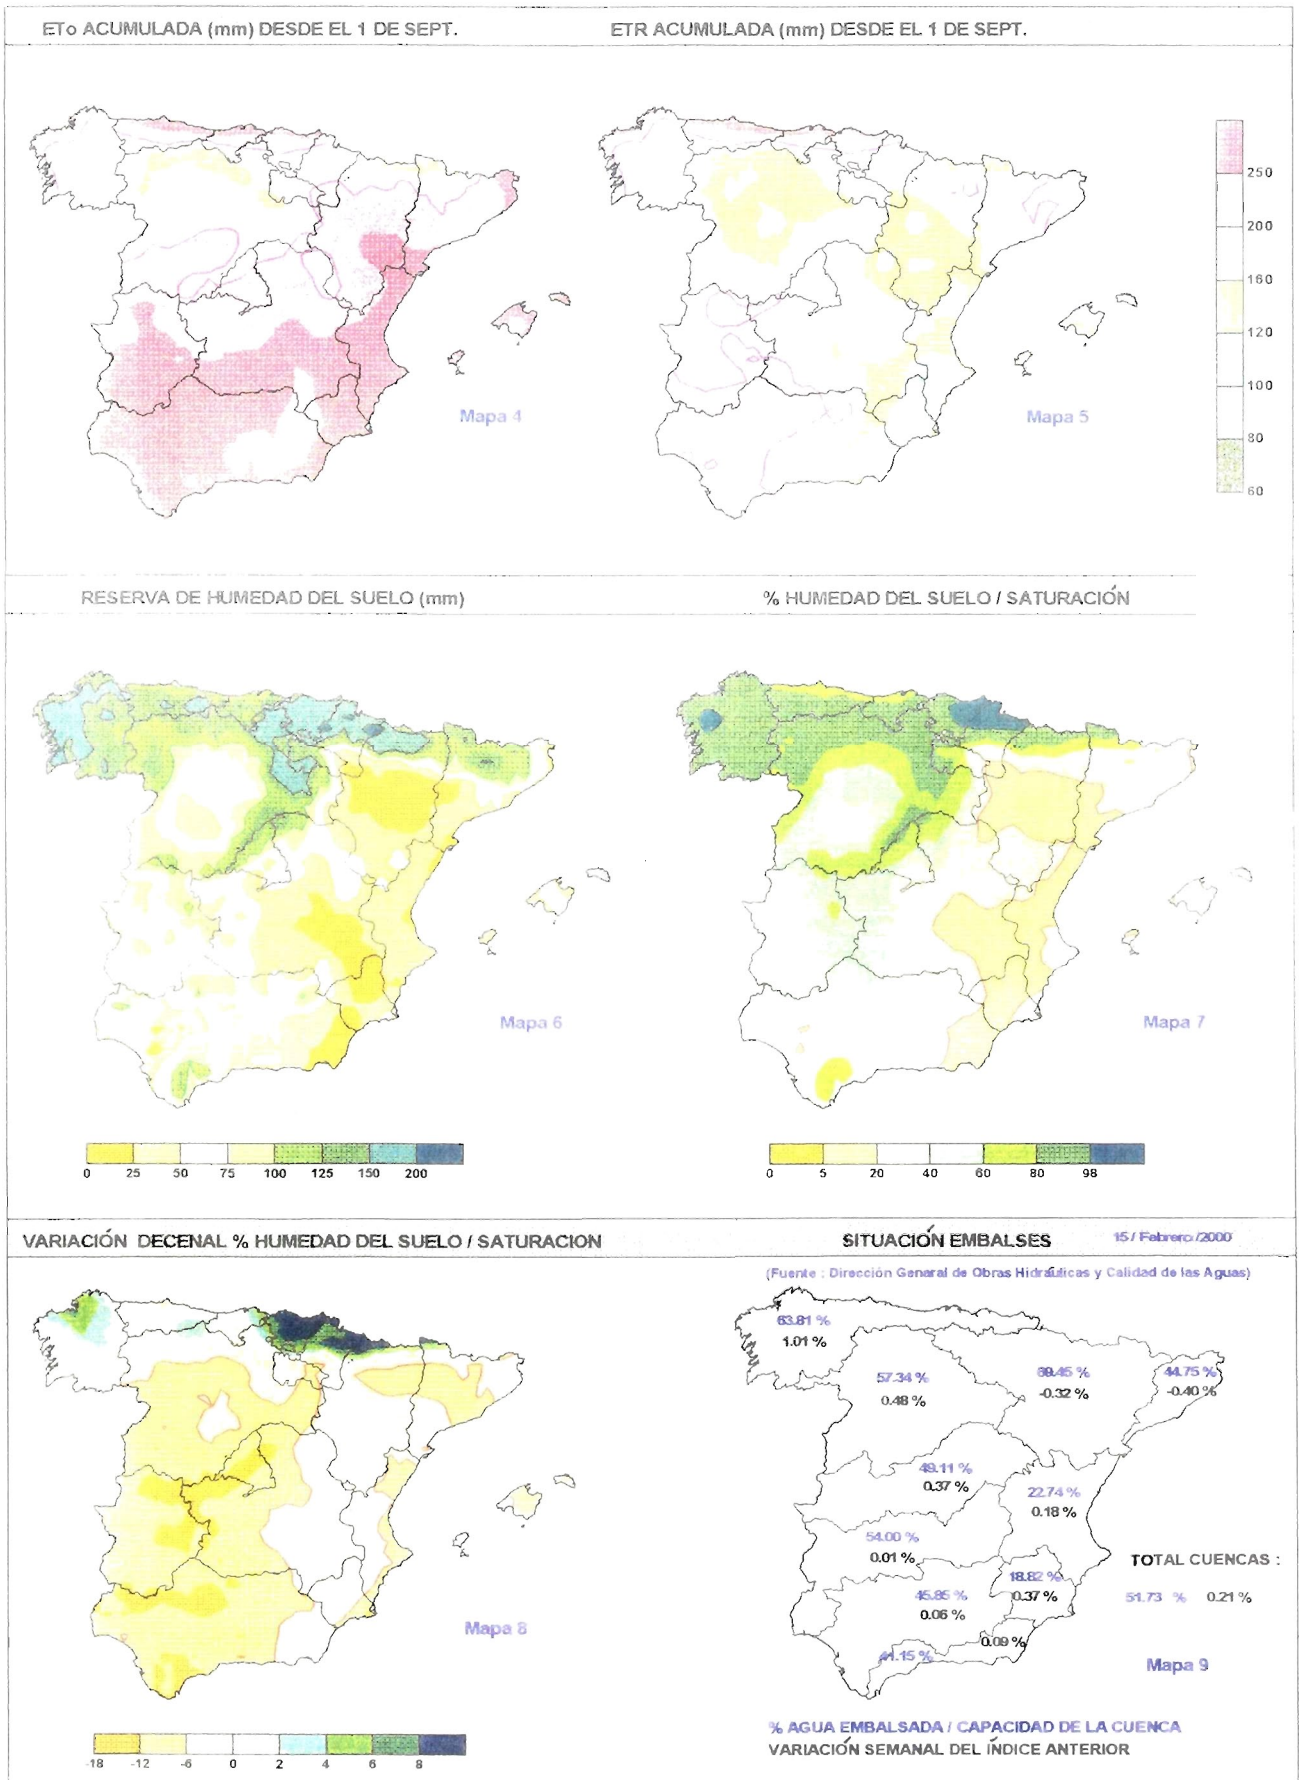 ETo ACUMULADA (mm) DESDE EL 1 DE SEPT.
ETR ACUMULADA (mm) DESDE EL 1 DE SEPT.
250
200
160
120
100
80
60
Mapa 4
Mapa 5
RESERVA DE HUMEDAD DEL SUELO (mm)
% HUMEDAD DEL SUELO / SATURACIÓN
Mapa 6
Mapa 7
0 25 50 75 100 125 150 200
0 5 20 40 60 80 98
VARIACIÓN DECENAL % HUMEDAD DEL SUELO / SATURACION
SITUACIÓN EMBALSES
15 / Febrero /2000
(Fuente : Dirección Genaral de Obras Hidraúlicas y Calidad de las Aguas)
63.81 %
1.01 %
57.34 %
0.48 %
69.45 %
-0.32 %
44.75 %
-0.40 %
49.11 %
0.37 %
22.74 %
0.18 %
54.00 %
0.01 %
18.82 %
0.37 %
45.85 %
0.06 %
0.09 %
41.15 %
TOTAL CUENCAS :
51.73 % 0.21 %
Mapa 8
Mapa 9
-18 -12 -6 0 2 4 6 8
% AGUA EMBALSADA / CAPACIDAD DE LA CUENCA
VARIACIÓN SEMANAL DEL ÍNDICE ANTERIOR